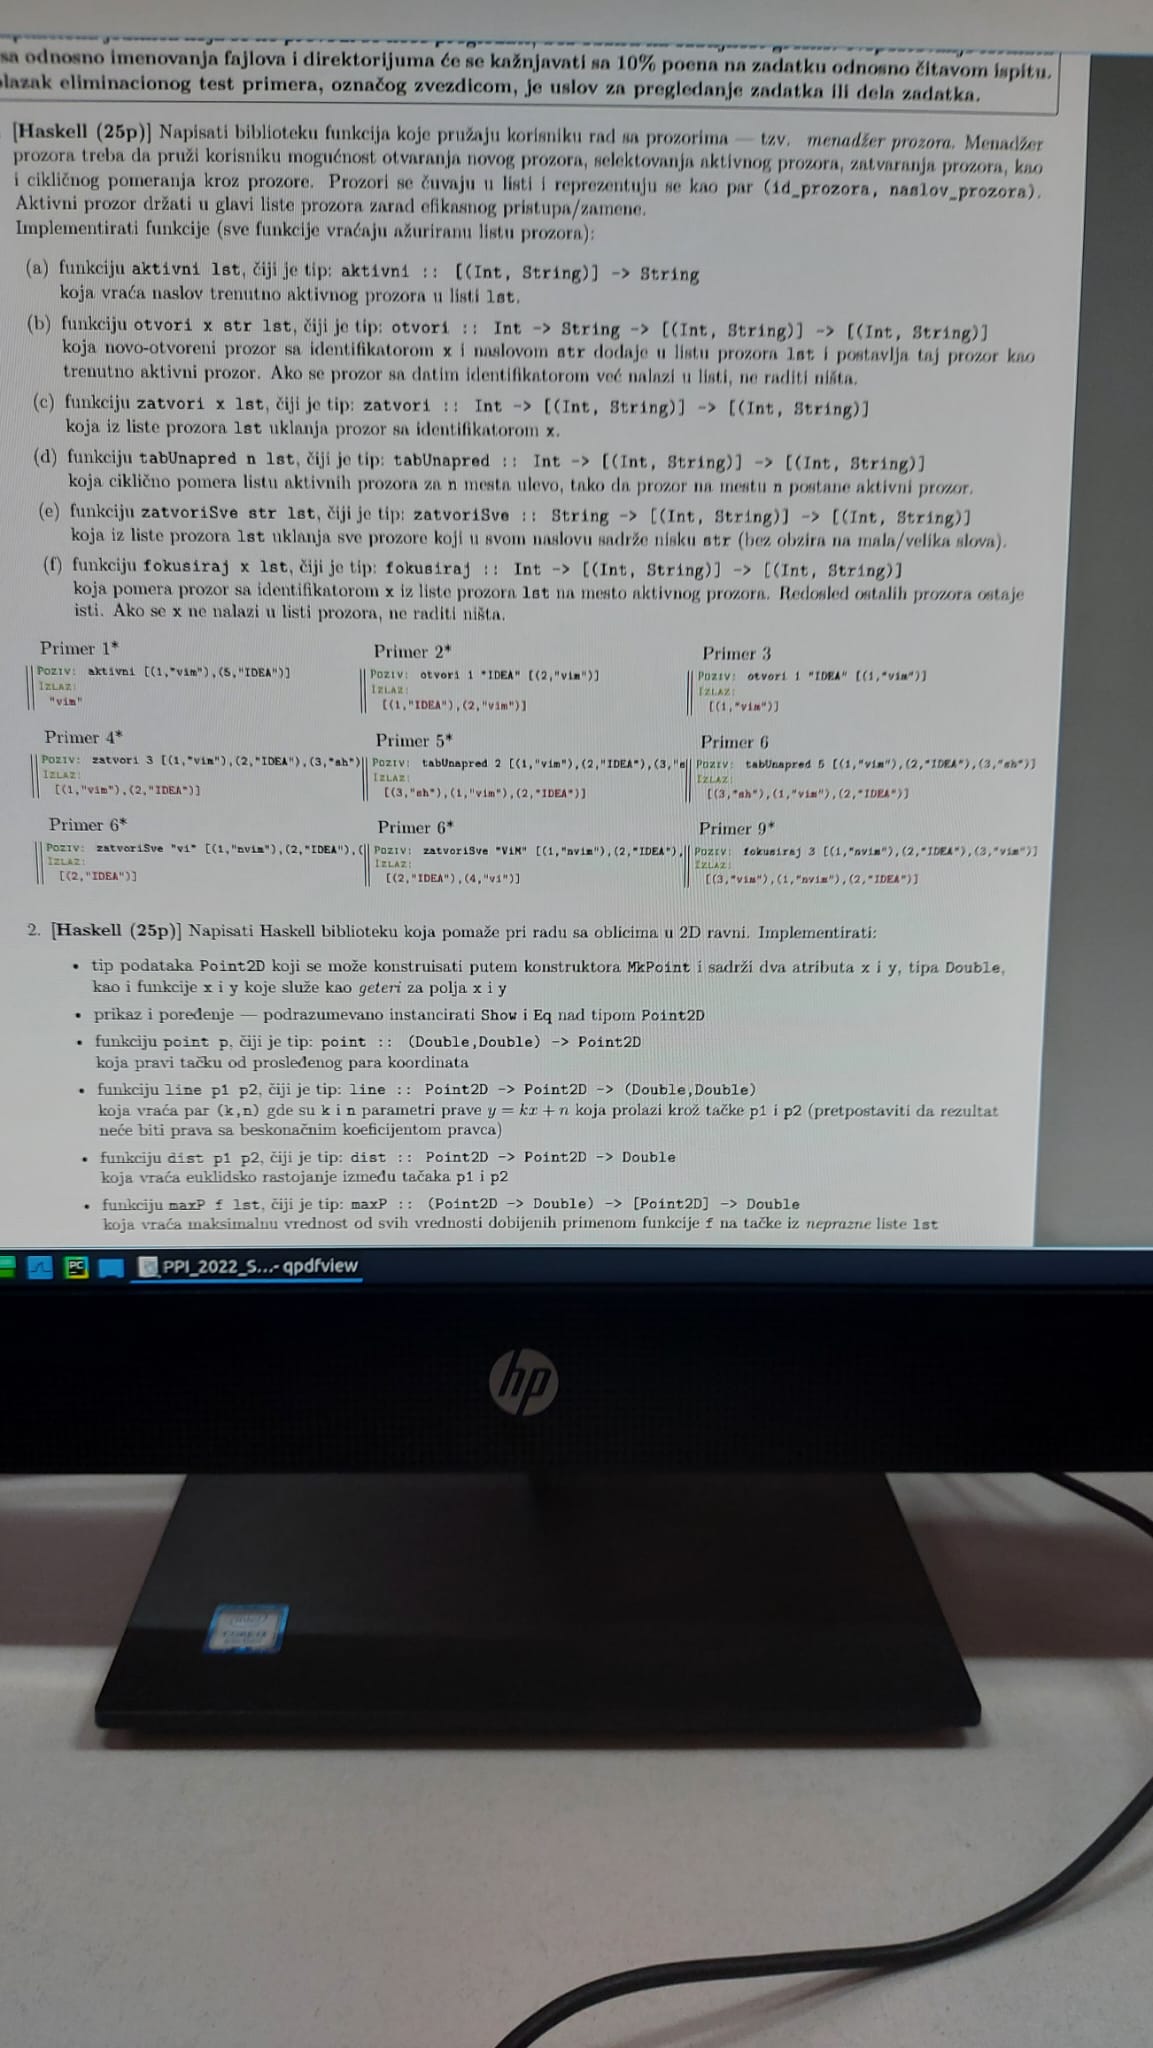 sa odnosno imenovanja fajlova i direktorijuma će se kažnjavati sa 10% poena na zadatku odnosno čitavom ispitu.
olazak eliminacionog test primera, označog zvezdicom, je uslov za pregledanje zadatka ili dela zadatka.
[Haskell (25p)] Napisati biblioteku funkcija koje pružaju korisniku rad sa prozorima — tzv. menadžer prozora. Menadžer
prozora treba da pruži korisniku mogućnost otvaranja novog prozora, selektovanja aktivnog prozora, zatvaranja prozora, kao
i cikličnog pomeranja kroz prozore. Prozori se čuvaju u listi i reprezentuju se kao par (id_prozora, naslov_prozora).
Aktivni prozor držati u glavi liste prozora zarad efikasnog pristupa/zamene.
Implementirati funkcije (sve funkcije vraćaju ažuriranu listu prozora):
(a) funkciju aktivni lst, čiji je tip: aktivni :: [(Int, String)] -> String
koja vraća naslov trenutno aktivnog prozora u listi lst.
(b) funkciju otvori x str lst, čiji je tip: otvori :: Int -> String -> [(Int, String)] -> [(Int, String)]
koja novo-otvoreni prozor sa identifikatorom x i naslovom str dodaje u listu prozora lst i postavlja taj prozor kao
trenutno aktivni prozor. Ako se prozor sa datim identifikatorom već nalazi u listi, ne raditi ništa.
(c) funkciju zatvori x lst, čiji je tip: zatvori :: Int -> [(Int, String)] -> [(Int, String)]
koja iz liste prozora lst uklanja prozor sa identifikatorom x.
(d) funkciju tabUnapred n lst, čiji je tip: tabUnapred :: Int -> [(Int, String)] -> [(Int, String)]
koja ciklično pomera listu aktivnih prozora za n mesta ulevo, tako da prozor na mestu n postane aktivni prozor.
(e) funkciju zatvoriSve str lst, čiji je tip: zatvoriSve :: String -> [(Int, String)] -> [(Int, String)]
koja iz liste prozora lst uklanja sve prozore koji u svom naslovu sadrže nisku str (bez obzira na mala/velika slova).
(f) funkciju fokusiraj x lst, čiji je tip: fokusiraj :: Int -> [(Int, String)] -> [(Int, String)]
koja pomera prozor sa identifikatorom x iz liste prozora lst na mesto aktivnog prozora. Redosled ostalih prozora ostaje
isti. Ako se x ne nalazi u listi prozora, ne raditi ništa.
Primer 1* Primer 2* Primer 3
POZIV: aktivni [(1,"vim"),(5,"IDEA")] POZIV: otvori 1 "IDEA" [(2,"vim")] POZIV: otvori 1 "IDEA" [(1,"vim")]
IZLAZ: IZLAZ: IZLAZ:
"vim" [(1,"IDEA"),(2,"vim")] [(1,"vim")]
Primer 4* Primer 5* Primer 6
POZIV: zatvori 3 [(1,"vim"),(2,"IDEA"),(3,"sh") POZIV: tabUnapred 2 [(1,"vim"),(2,"IDEA"),(3,"s POZIV: tabUnapred 5 [(1,"vim"),(2,"IDEA"),(3,"sh")]
IZLAZ: IZLAZ: IZLAZ:
[(1,"vim"),(2,"IDEA")] [(3,"sh"),(1,"vim"),(2,"IDEA")] [(3,"sh"),(1,"vim"),(2,"IDEA")]
Primer 6* Primer 6* Primer 9*
POZIV: zatvoriSve "vi" [(1,"nvim"),(2,"IDEA"),( POZIV: zatvoriSve "ViM" [(1,"nvim"),(2,"IDEA"), POZIV: fokusiraj 3 [(1,"nvim"),(2,"IDEA"),(3,"vim")]
IZLAZ: IZLAZ: IZLAZ:
[(2,"IDEA")] [(2,"IDEA"),(4,"vi")] [(3,"vim"),(1,"nvim"),(2,"IDEA")]
2. [Haskell (25p)] Napisati Haskell biblioteku koja pomaže pri radu sa oblicima u 2D ravni. Implementirati:
• tip podataka Point2D koji se može konstruisati putem konstruktora MkPoint i sadrži dva atributa x i y, tipa Double,
kao i funkcije x i y koje služe kao geteri za polja x i y
• prikaz i poređenje — podrazumevano instancirati Show i Eq nad tipom Point2D
• funkciju point p, čiji je tip: point :: (Double,Double) -> Point2D
koja pravi tačku od prosleđenog para koordinata
• funkciju line p1 p2, čiji je tip: line :: Point2D -> Point2D -> (Double,Double)
koja vraća par (k,n) gde su k i n parametri prave y = kx + n koja prolazi kroz tačke p1 i p2 (pretpostaviti da rezultat
neće biti prava sa beskonačnim koeficijentom pravca)
• funkciju dist p1 p2, čiji je tip: dist :: Point2D -> Point2D -> Double
koja vraća euklidsko rastojanje između tačaka p1 i p2
• funkciju maxP f lst, čiji je tip: maxP :: (Point2D -> Double) -> [Point2D] -> Double
koja vraća maksimalnu vrednost od svih vrednosti dobijenih primenom funkcije f na tačke iz neprazne liste lst
PC PPI_2022_S...- qpdfview
hp